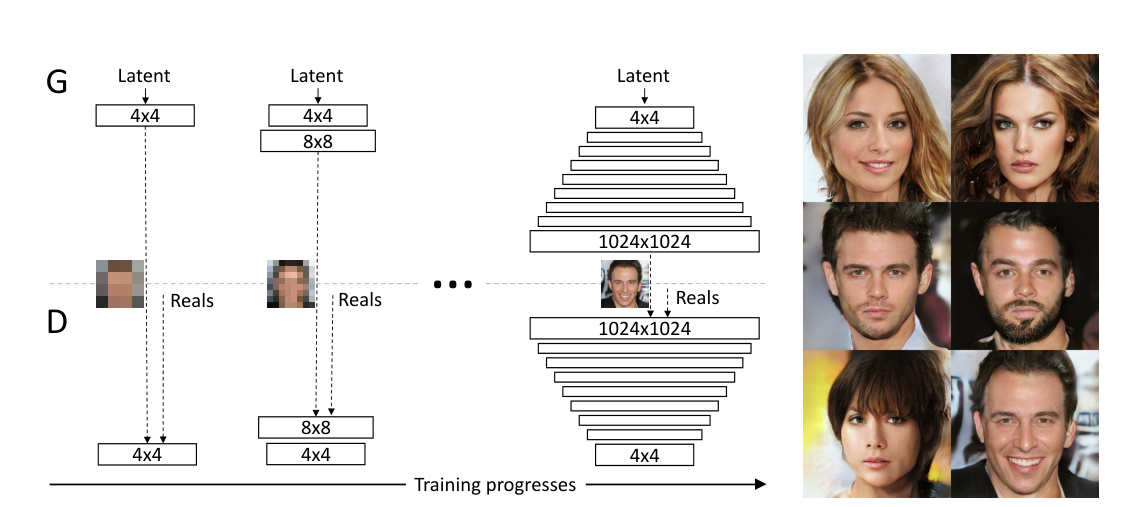 G
Latent
4x4
Latent
4x4
8x8
Latent
4x4
1024x1024
Reals
Reals
Reals
D
1024x1024
8x8
4x4
4x4
4x4
Training progresses